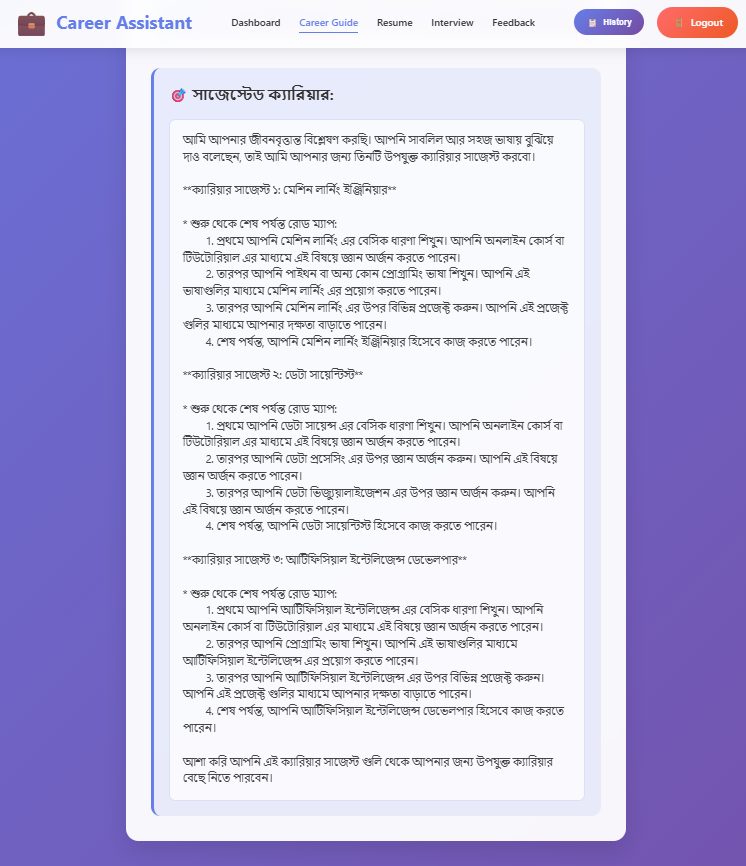 Career Assistant
Dashboard
Career Guide
Resume
Interview
Feedback
History
Logout
সাজেস্টেড ক্যারিয়ার:
আমি আপনার জীবনবৃত্তান্ত বিশ্লেষণ করছি। আপনি সাবলিল আর সহজ ভাষায় বুঝিয়ে
দাও বলেছেন, তাই আমি আপনার জন্য তিনটি উপযুক্ত ক্যারিয়ার সাজেস্ট করবো।
**ক্যারিয়ার সাজেস্ট ১: মেশিন লার্নিং ইঞ্জিনিয়ার**
* শুরু থেকে শেষ পর্যন্ত রোড ম্যাপ:
1. প্রথমে আপনি মেশিন লার্নিং এর বেসিক ধারণা শিখুন। আপনি অনলাইন কোর্স বা
টিউটোরিয়াল এর মাধ্যমে এই বিষয়ে জ্ঞান অর্জন করতে পারেন।
2. তারপর আপনি পাইথন বা অন্য কোন প্রোগ্রামিং ভাষা শিখুন। আপনি এই
ভাষাগুলির মাধ্যমে মেশিন লার্নিং এর প্রয়োগ করতে পারেন।
3. তারপর আপনি মেশিন লার্নিং এর উপর বিভিন্ন প্রজেক্ট করুন। আপনি এই প্রজেক্ট
গুলির মাধ্যমে আপনার দক্ষতা বাড়াতে পারেন।
4. শেষ পর্যন্ত, আপনি মেশিন লার্নিং ইঞ্জিনিয়ার হিসেবে কাজ করতে পারেন।
**ক্যারিয়ার সাজেস্ট ২: ডেটা সায়েন্টিস্ট**
* শুরু থেকে শেষ পর্যন্ত রোড ম্যাপ:
1. প্রথমে আপনি ডেটা সায়েন্স এর বেসিক ধারণা শিখুন। আপনি অনলাইন কোর্স বা
টিউটোরিয়াল এর মাধ্যমে এই বিষয়ে জ্ঞান অর্জন করতে পারেন।
2. তারপর আপনি ডেটা প্রসেসিং এর উপর জ্ঞান অর্জন করুন। আপনি এই বিষয়ে
জ্ঞান অর্জন করতে পারেন।
3. তারপর আপনি ডেটা ভিজ্যুয়ালাইজেশন এর উপর জ্ঞান অর্জন করুন। আপনি
এই বিষয়ে জ্ঞান অর্জন করতে পারেন।
4. শেষ পর্যন্ত, আপনি ডেটা সায়েন্টিস্ট হিসেবে কাজ করতে পারেন।
**ক্যারিয়ার সাজেস্ট ৩: আর্টিফিসিয়াল ইন্টেলিজেন্স ডেভেলপার**
* শুরু থেকে শেষ পর্যন্ত রোড ম্যাপ:
1. প্রথমে আপনি আর্টিফিসিয়াল ইন্টেলিজেন্স এর বেসিক ধারণা শিখুন। আপনি
অনলাইন কোর্স বা টিউটোরিয়াল এর মাধ্যমে এই বিষয়ে জ্ঞান অর্জন করতে পারেন।
2. তারপর আপনি প্রোগ্রামিং ভাষা শিখুন। আপনি এই ভাষাগুলির মাধ্যমে
আর্টিফিসিয়াল ইন্টেলিজেন্স এর প্রয়োগ করতে পারেন।
3. তারপর আপনি আর্টিফিসিয়াল ইন্টেলিজেন্স এর উপর বিভিন্ন প্রজেক্ট করুন।
আপনি এই প্রজেক্ট গুলির মাধ্যমে আপনার দক্ষতা বাড়াতে পারেন।
4. শেষ পর্যন্ত, আপনি আর্টিফিসিয়াল ইন্টেলিজেন্স ডেভেলপার হিসেবে কাজ করতে
পারেন।
আশা করি আপনি এই ক্যারিয়ার সাজেস্ট গুলি থেকে আপনার জন্য উপযুক্ত ক্যারিয়ার
বেছে নিতে পারবেন।